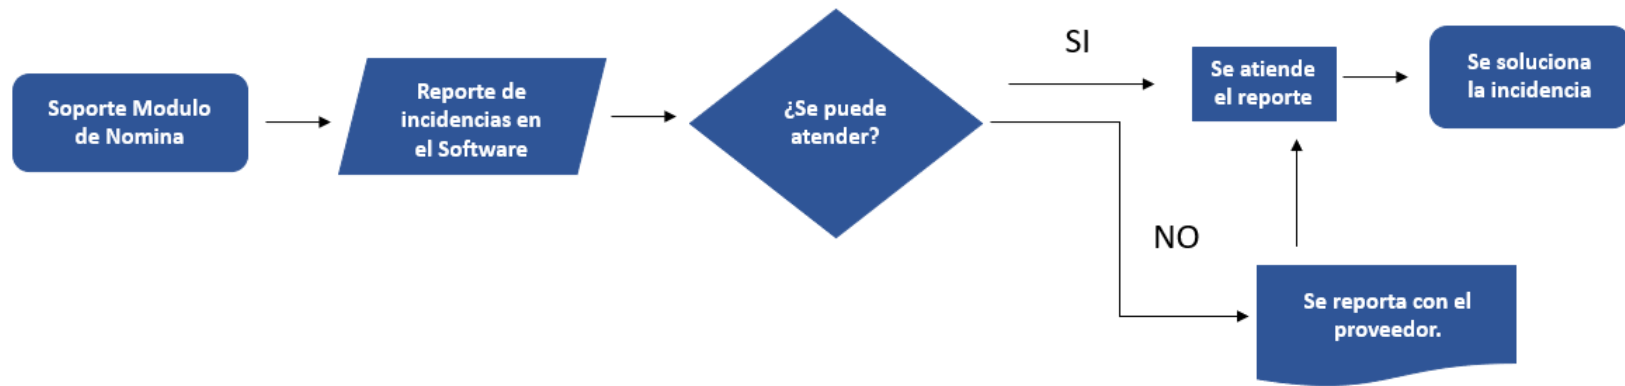 Soporte Modulo
de Nomina
Reporte de
incidencias en
el Software
¿Se puede
atender?
SI
Se atiende
el reporte
Se soluciona
la incidencia
NO
Se reporta con el
proveedor.